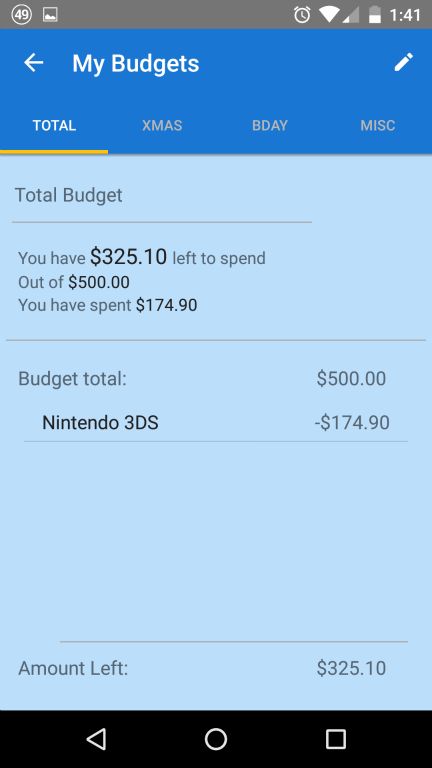 49 1:41
My Budgets
TOTAL XMAS BDAY MISC
Total Budget
You have $325.10 left to spend
Out of $500.00
You have spent $174.90
Budget total: $500.00
Nintendo 3DS -$174.90
Amount Left: $325.10